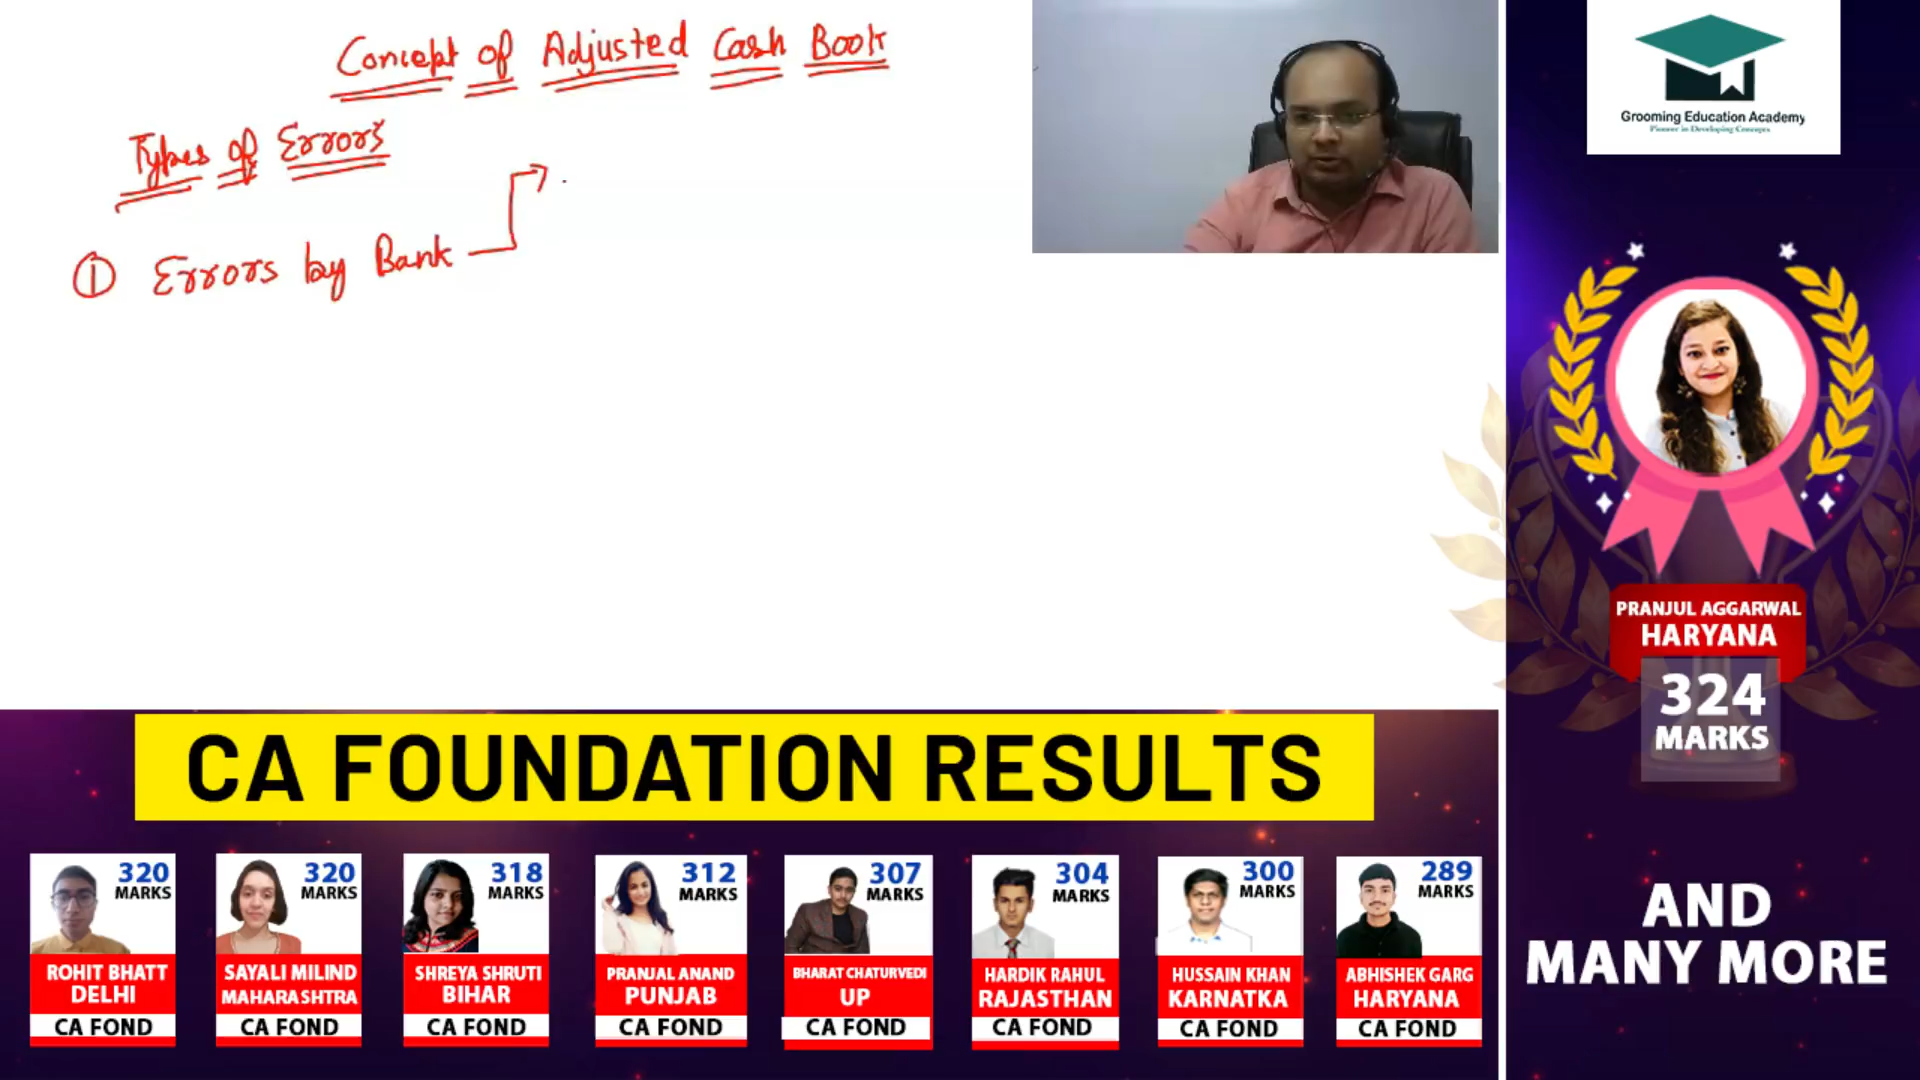 Concept of Adjusted Cash Book
Types of Errors
① Errors by Bank
Grooming Education Academy
Pioneer in Developing Concepts
PRANJUL AGGARWAL
HARYANA
324
MARKS
AND
MANY MORE
CA FOUNDATION RESULTS
320
MARKS
ROHIT BHATT
DELHI
CA FOND
320
MARKS
SAYALI MILIND
MAHARASHTRA
CA FOND
318
MARKS
SHREYA SHRUTI
BIHAR
CA FOND
312
MARKS
PRANJAL ANAND
PUNJAB
CA FOND
307
MARKS
BHARAT CHATURVEDI
UP
CA FOND
304
MARKS
HARDIK RAHUL
RAJASTHAN
CA FOND
300
MARKS
HUSSAIN KHAN
KARNATKA
CA FOND
289
MARKS
ABHISHEK GARG
HARYANA
CA FOND